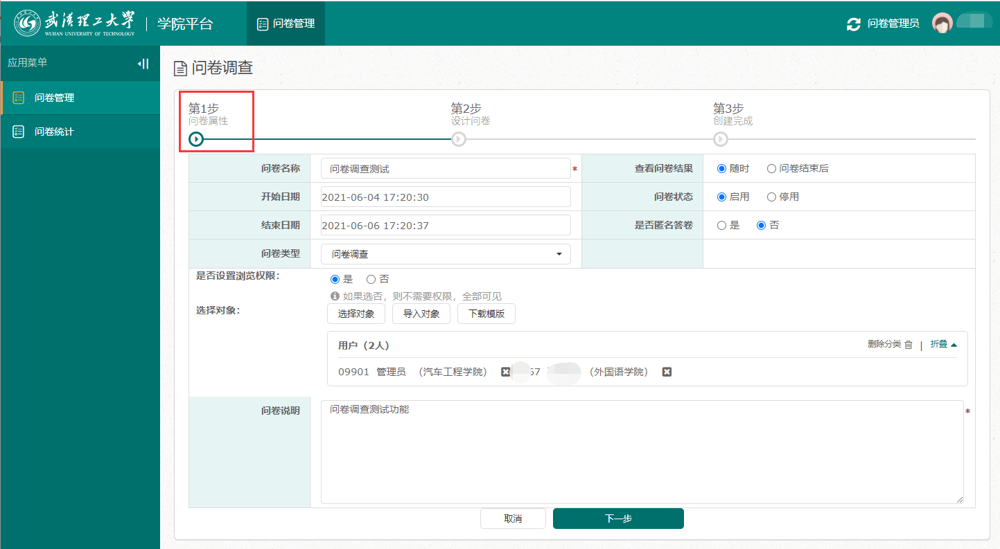 武汉理工大学
WUHAN UNIVERSITY OF TECHNOLOGY
学院平台
问卷管理
问卷管理员
应用菜单
问卷管理
问卷统计
问卷调查
第1步
问卷属性
第2步
设计问卷
第3步
创建完成
问卷名称 问卷调查测试 * 查看问卷结果 随时 问卷结束后
开始日期 2021-06-04 17:20:30 问卷状态 启用 停用
结束日期 2021-06-06 17:20:37 是否匿名答卷 是 否
问卷类型 问卷调查
是否设置浏览权限： 是 否
如果选否，则不需要权限，全部可见
选择对象： 选择对象 导入对象 下载模版
用户（2人） 删除分类 | 折叠
09901 管理员 （汽车工程学院） 67 （外国语学院）
问卷说明 问卷调查测试功能 *
取消 下一步